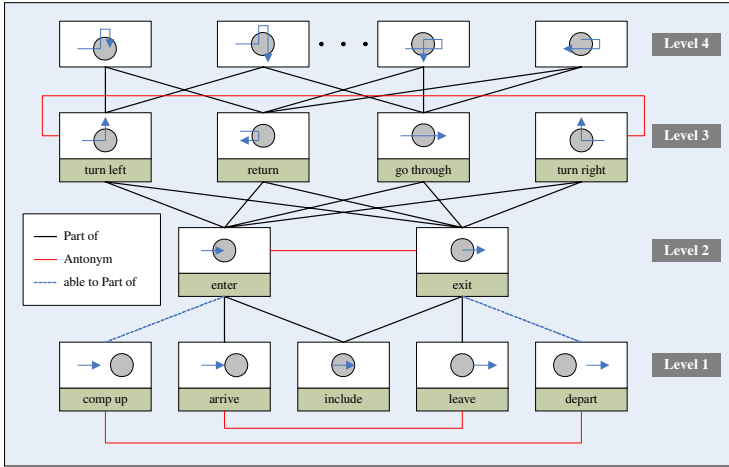 Level 4
Level 3
turn left
return
go through
turn right
Part of
Antonym
able to Part of
Level 2
enter
exit
Level 1
comp up
arrive
include
leave
depart